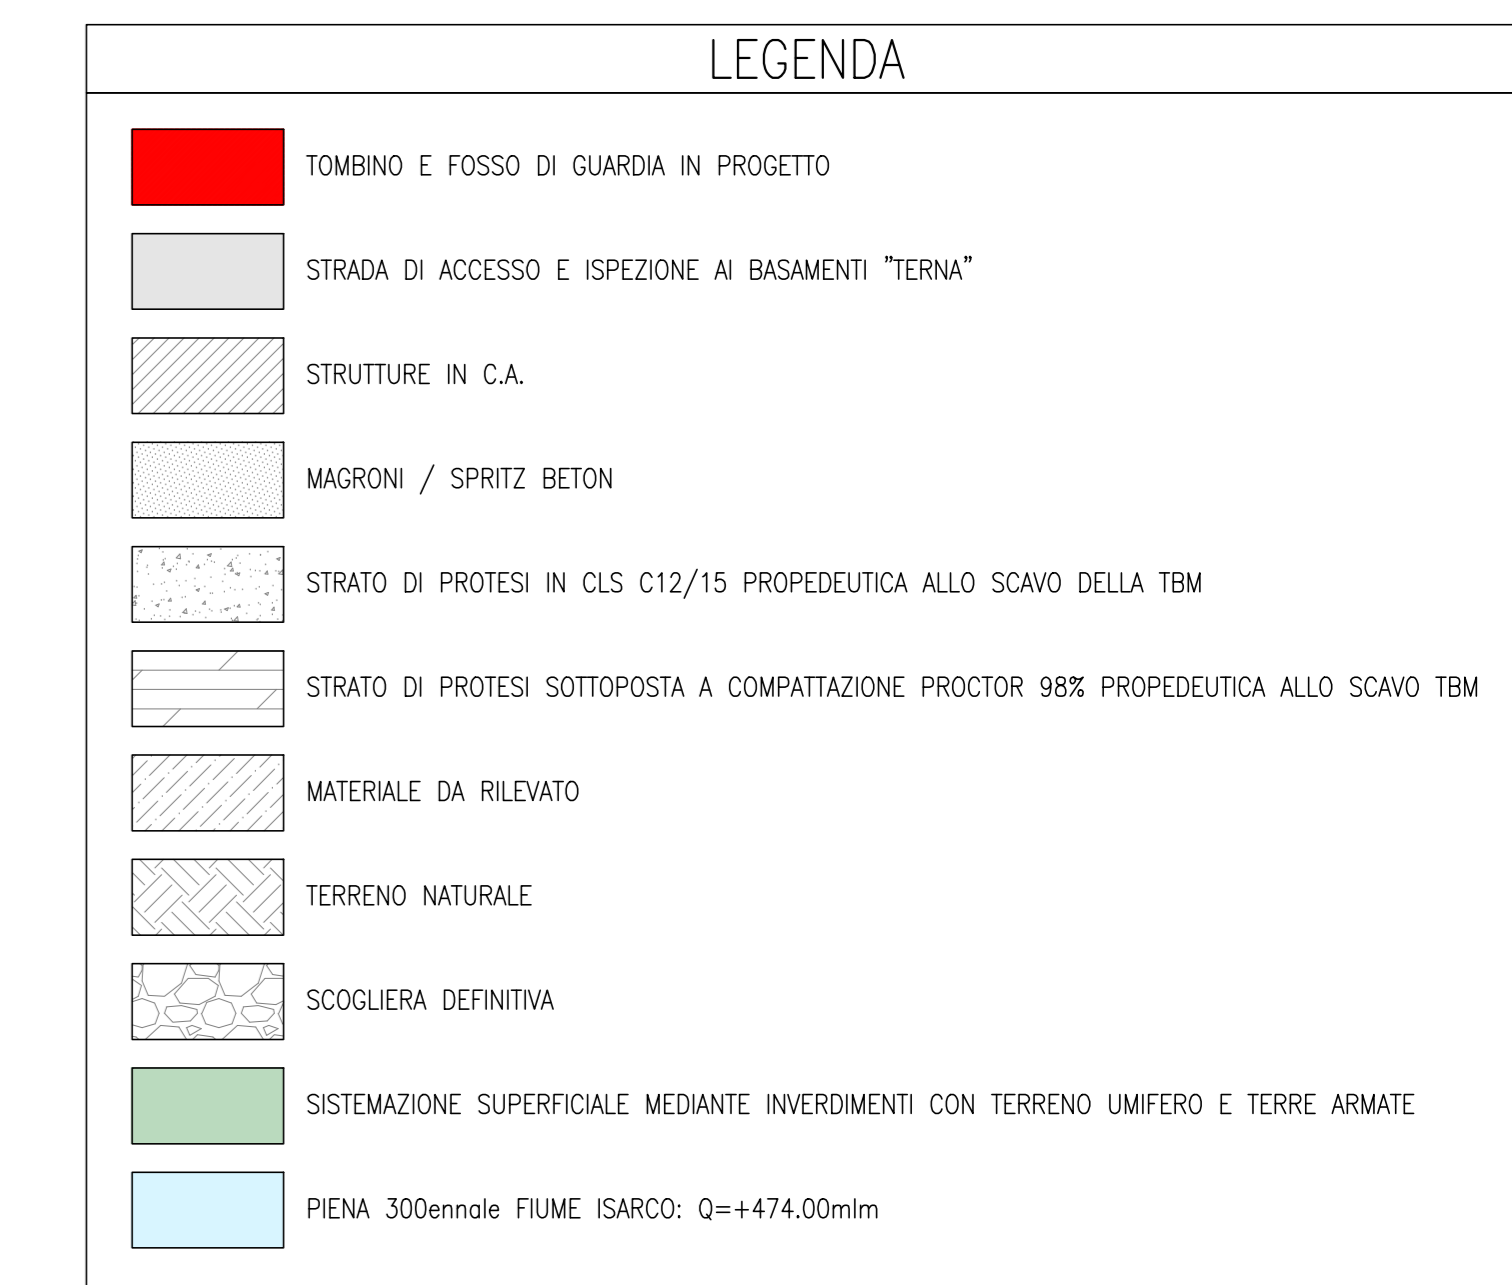 LEGENDA
TOMBINO E FOSSO DI GUARDIA IN PROGETTO
STRADA DI ACCESSO E ISPEZIONE AI BASAMENTI "TERNA"
STRUTTURE IN C.A.
MAGRONI / SPRITZ BETON
STRATO DI PROTESI IN CLS C12/15 PROPEDEUTICA ALLO SCAVO DELLA TBM
STRATO DI PROTESI SOTTOPOSTA A COMPATTAZIONE PROCTOR 98% PROPEDEUTICA ALLO SCAVO TBM
MATERIALE DA RILEVATO
TERRENO NATURALE
SCOGLIERA DEFINITIVA
SISTEMAZIONE SUPERFICIALE MEDIANTE INVERDIMENTI CON TERRENO UMIFERO E TERRE ARMATE
PIENA 300ennale FIUME ISARCO: Q=+474.00mlm